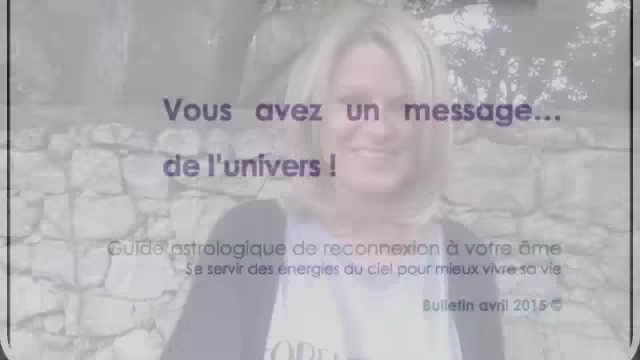 Vous avez un message...
de l'univers !
Guide astrologique de reconnexion à votre âme
Se servir des énergies du ciel pour mieux vivre sa vie
Bulletin avril 2015 ©